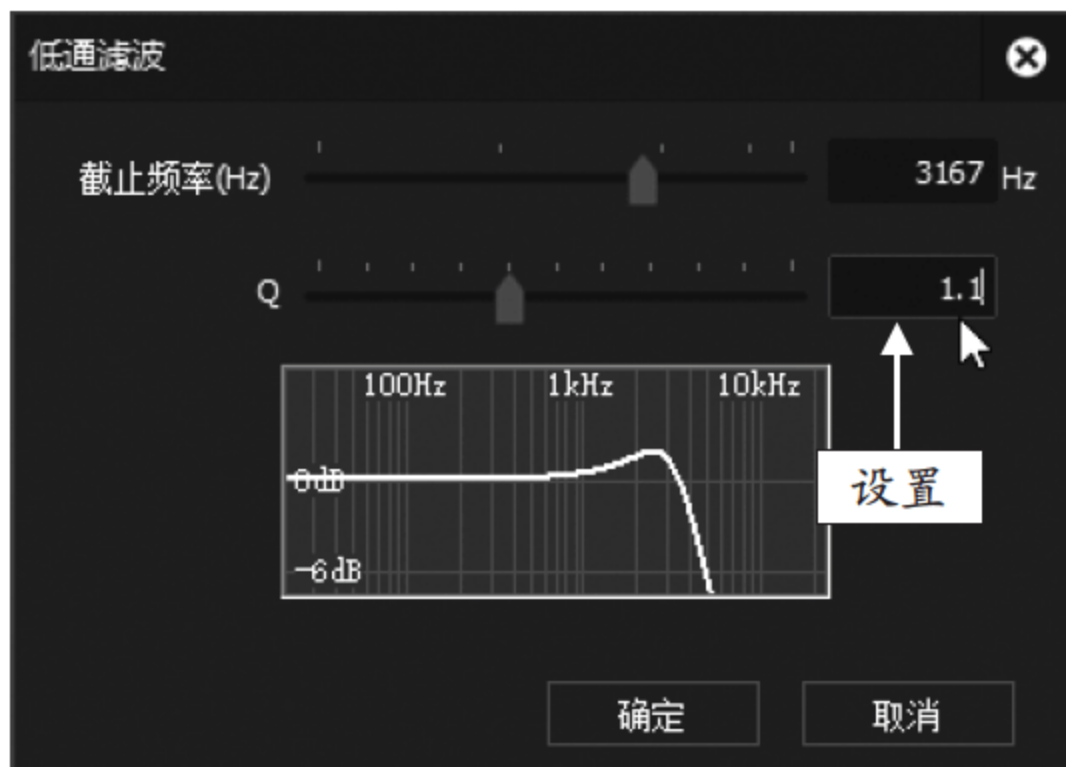 低通滤波
截止频率(Hz) 3167 Hz
Q 1.1
100Hz 1kHz 10kHz
0dB
设置
-6dB
确定 取消